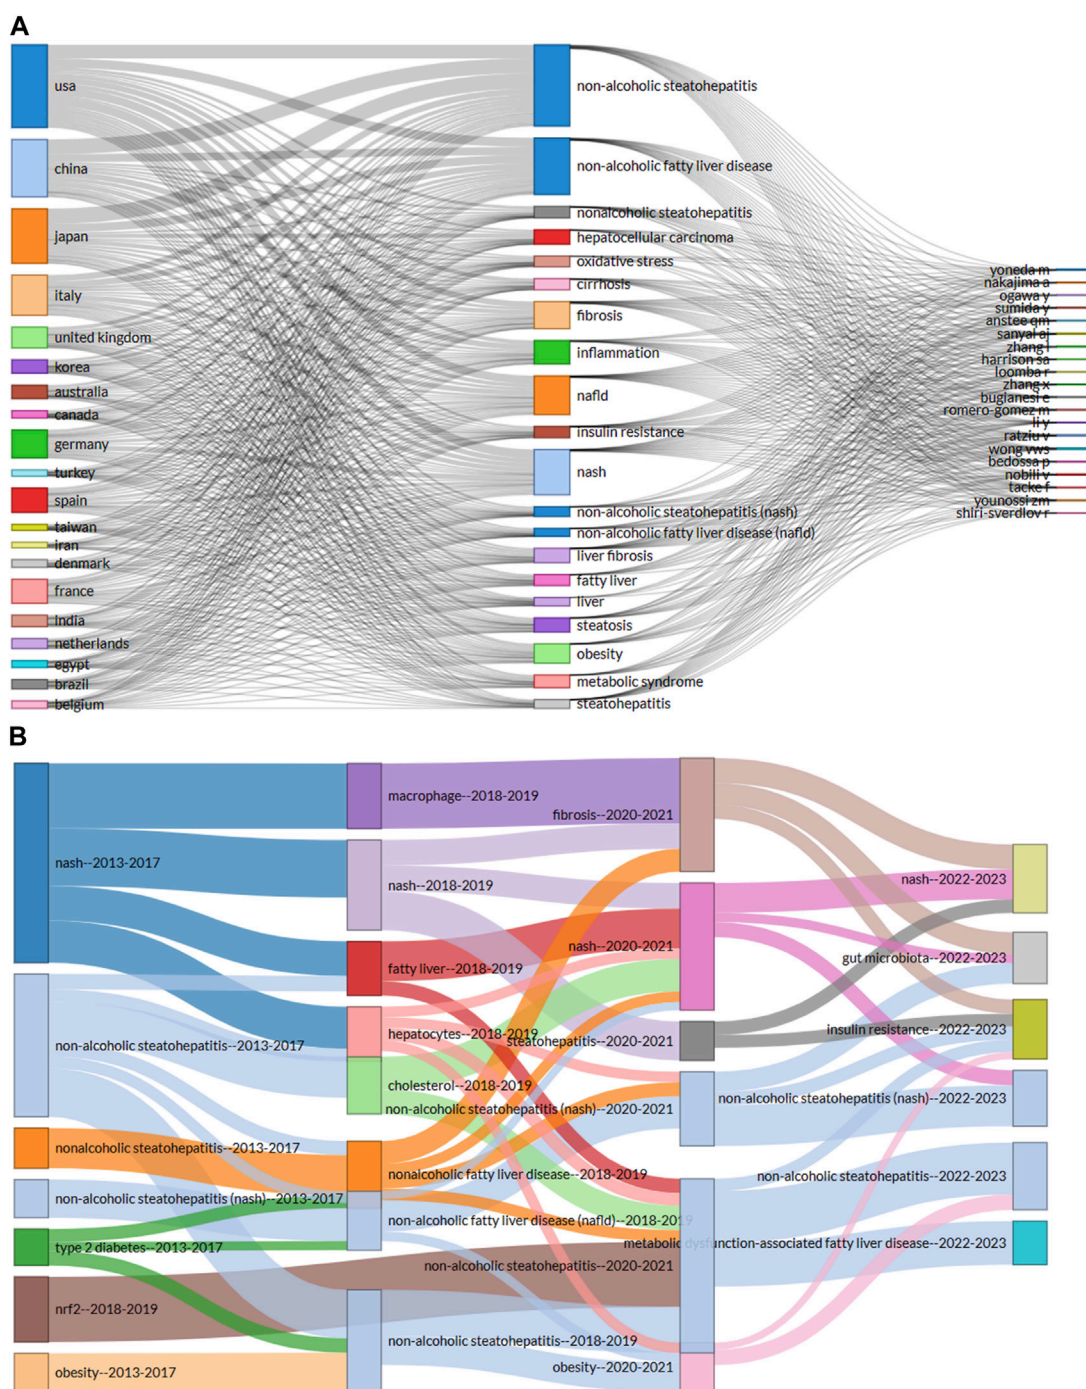 A
usa
china
japan
italy
united kingdom
korea
australia
canada
germany
turkey
spain
taiwan
iran
denmark
france
india
netherlands
egypt
brazil
belgium
non-alcoholic steatohepatitis
non-alcoholic fatty liver disease
nonalcoholic steatohepatitis
hepatocellular carcinoma
oxidative stress
cirrhosis
fibrosis
inflammation
nafld
insulin resistance
nash
non-alcoholic steatohepatitis (nash)
non-alcoholic fatty liver disease (nafld)
liver fibrosis
fatty liver
liver
steatosis
obesity
metabolic syndrome
steatohepatitis
yoneda m
nakajima a
ogawa y
sumida y
anstee qm
sanyal aj
zhang l
harrison sa
loomba r
zhang x
bugianesi e
romero-gomez m
li y
ratziu v
wong vws
bedossa p
nobili v
tacke f
younossi zm
shiri-sverdlov r
B
nash--2013-2017
non-alcoholic steatohepatitis--2013-2017
nonalcoholic steatohepatitis--2013-2017
non-alcoholic steatohepatitis (nash)--2013-2017
type 2 diabetes--2013-2017
nrf2--2018-2019
obesity--2013-2017
macrophage--2018-2019
nash--2018-2019
fatty liver--2018-2019
hepatocytes--2018-2019
cholesterol--2018-2019
nonalcoholic fatty liver disease--2018-2019
non-alcoholic fatty liver disease (nafld)--2018-2019
non-alcoholic steatohepatitis--2018-2019
fibrosis--2020-2021
nash--2020-2021
steatohepatitis--2020-2021
non-alcoholic steatohepatitis (nash)--2020-2021
non-alcoholic steatohepatitis--2020-2021
obesity--2020-2021
nash--2022-2023
gut microbiota--2022-2023
insulin resistance--2022-2023
non-alcoholic steatohepatitis (nash)--2022-2023
non-alcoholic steatohepatitis--2022-2023
metabolic dysfunction-associated fatty liver disease--2022-2023